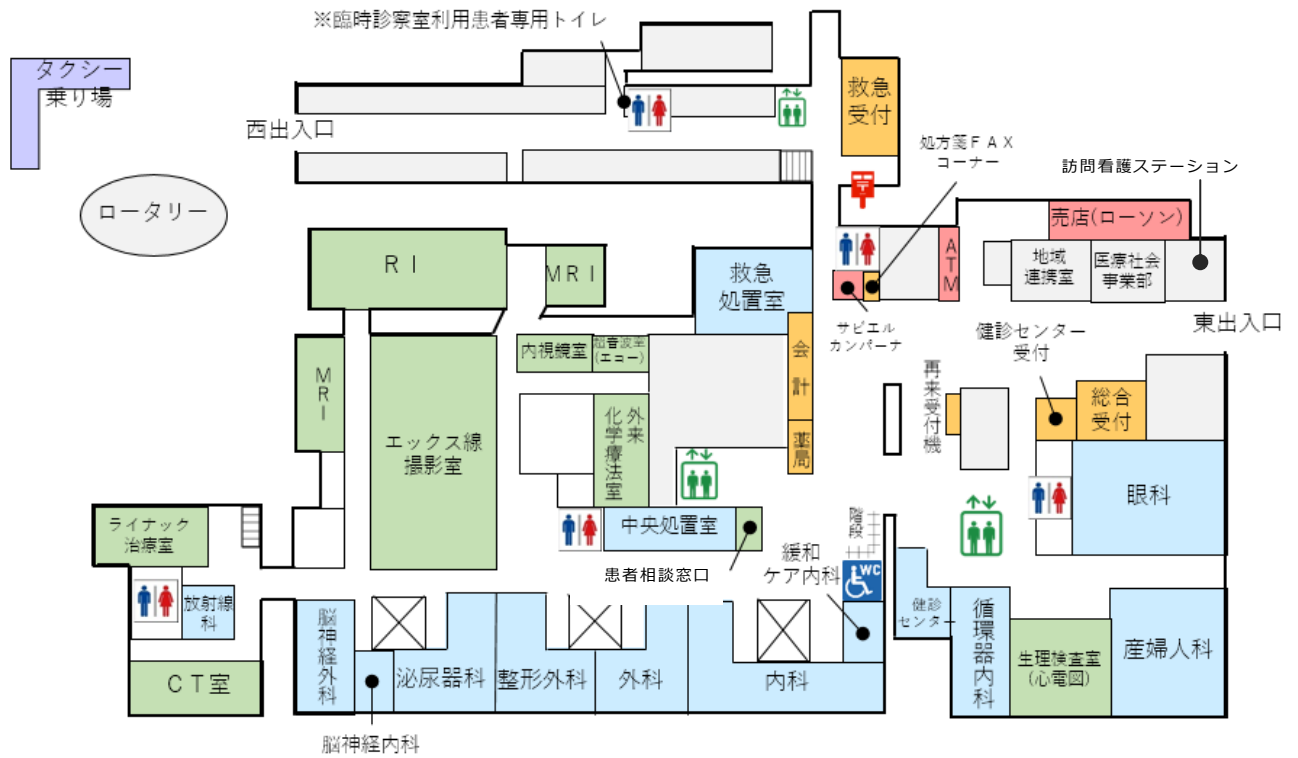 ※臨時診察室利用患者専用トイレ
タクシー
乗り場
西出入口
救急
受付
処方箋ＦＡＸ
コーナー
訪問看護ステーション
ロータリー
売店(ローソン)
ＲＩ
ＭＲＩ
救急
処置室
ATM
地域
連携室
医療社会
事業部
東出入口
サビエル
カンパーナ
健診センター
受付
内視鏡室
超音波室
(エコー)
会計
再来受付機
MRI
総合
受付
外来
化学療法室
薬局
エックス線
撮影室
眼科
ライナック
治療室
中央処置室
階段
患者相談窓口
緩和
ケア内科
WC
放射線
科
脳神経外科
健診
センター
循環器内科
泌尿器科
整形外科
外科
内科
生理検査室
(心電図)
産婦人科
ＣＴ室
脳神経内科